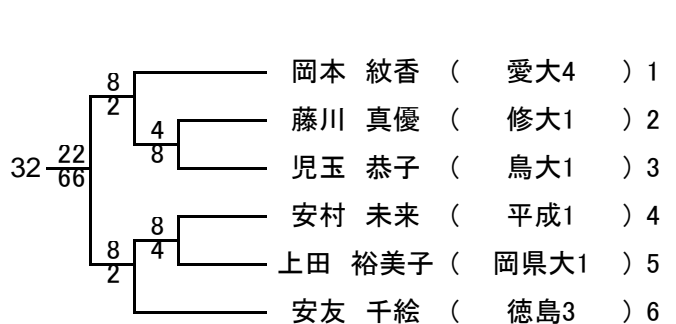 8 岡本 紋香 ( 愛大4 ) 1
2
4 藤川 真優 ( 修大1 ) 2
32 22
66
8 児玉 恭子 ( 鳥大1 ) 3
8 安村 未来 ( 平成1 ) 4
8
2
4 上田 裕美子 ( 岡県大1 ) 5
安友 千絵 ( 徳島3 ) 6